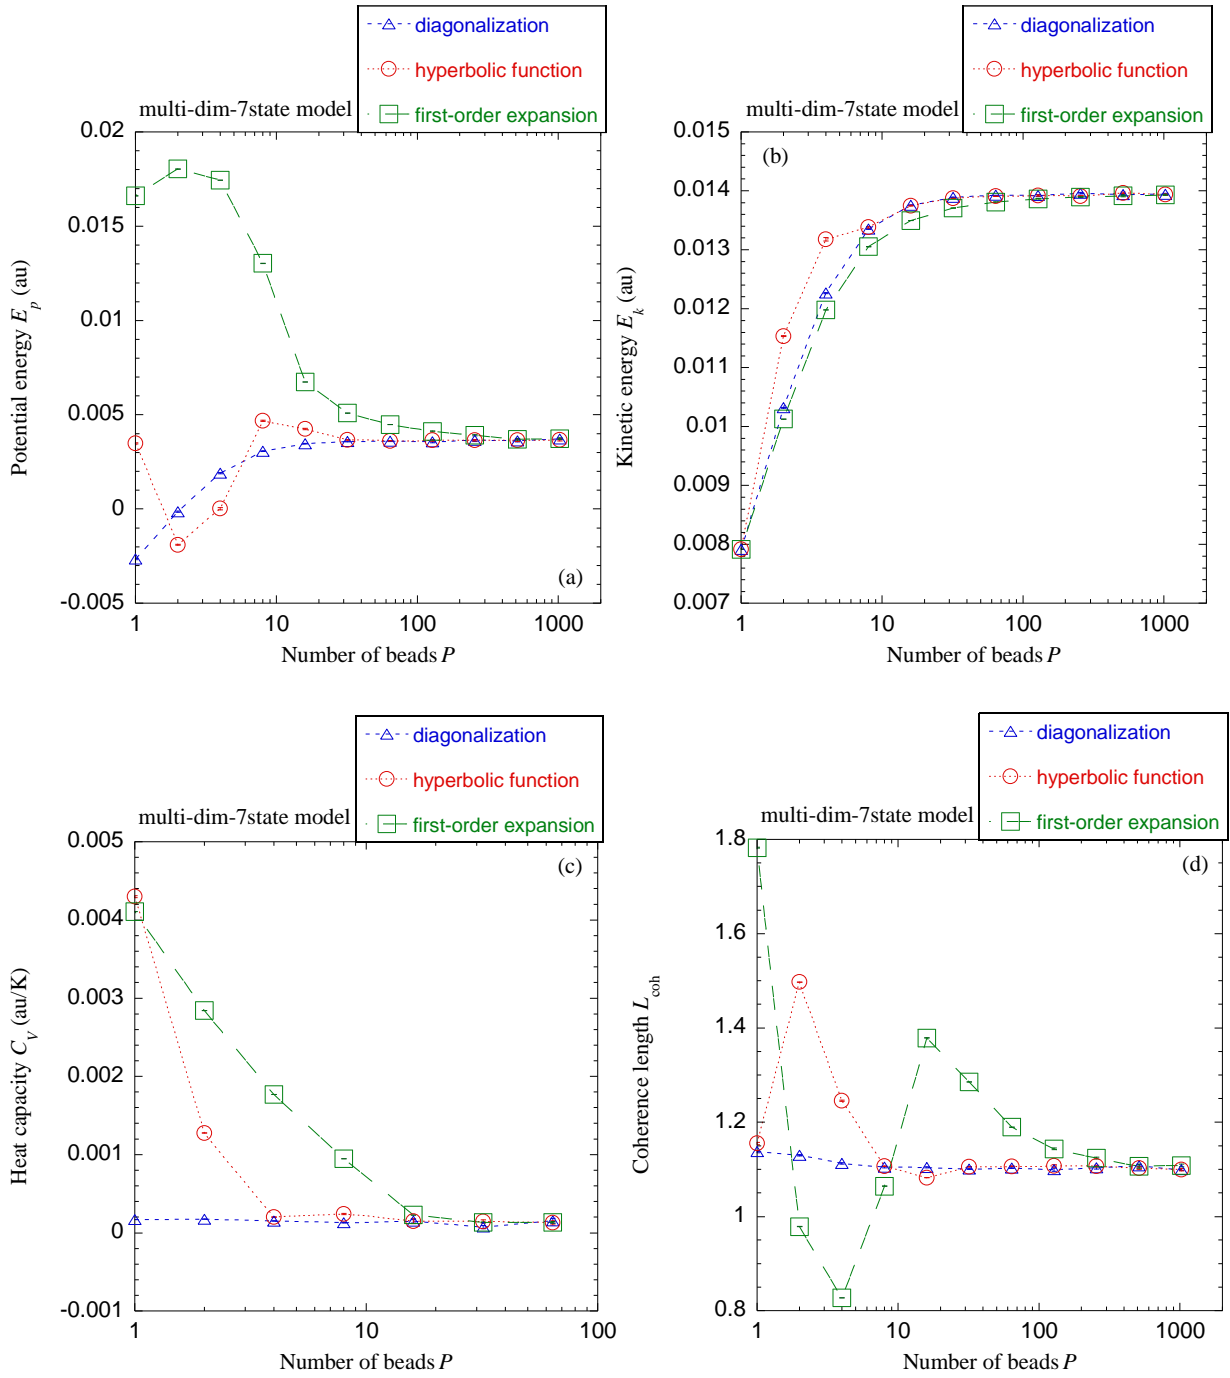 diagonalization
hyperbolic function
first-order expansion
multi-dim-7state model
0.02
0.015
0.01
0.005
0
-0.005
Potential energy E_p (au)
(a)
1 10 100 1000
Number of beads P
diagonalization
hyperbolic function
first-order expansion
multi-dim-7state model
0.015
0.014
0.013
0.012
0.011
0.01
0.009
0.008
0.007
Kinetic energy E_k (au)
(b)
1 10 100 1000
Number of beads P
diagonalization
hyperbolic function
first-order expansion
multi-dim-7state model
0.005
0.004
0.003
0.002
0.001
0
-0.001
Heat capacity C_V (au/K)
(c)
1 10 100
Number of beads P
diagonalization
hyperbolic function
first-order expansion
multi-dim-7state model
1.8
1.6
1.4
1.2
1
0.8
Coherence length L_coh
(d)
1 10 100 1000
Number of beads P